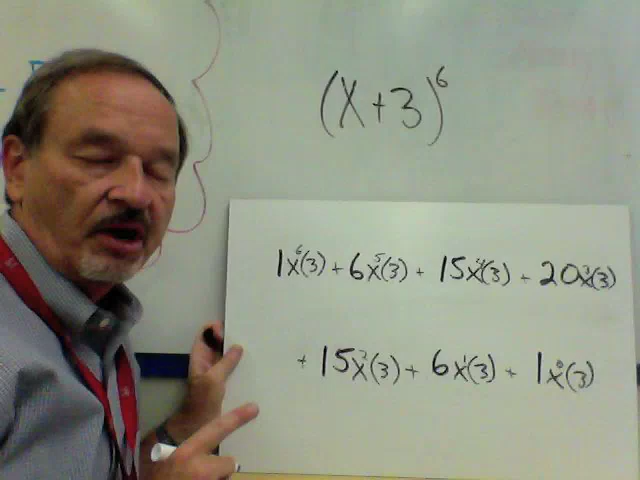 (x+3)⁶
1x⁶(3) + 6x⁵(3) + 15x⁴(3) + 20x³(3)
+ 15x²(3) + 6x¹(3) + 1x⁰(3)